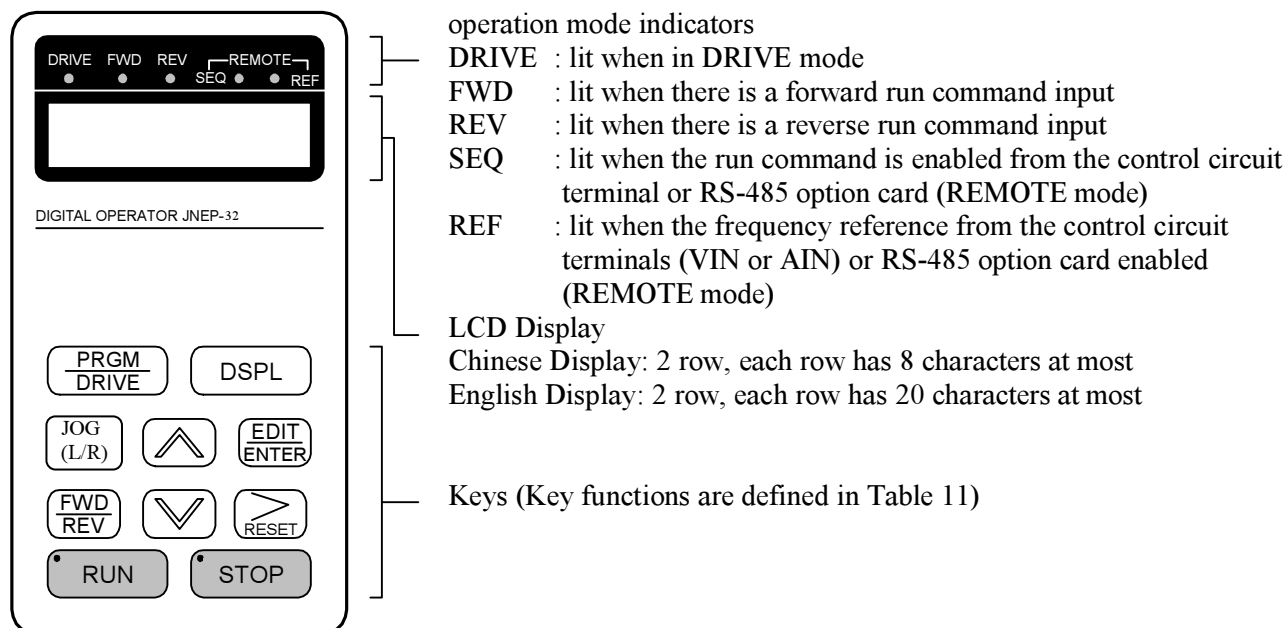 DRIVE FWD REV REMOTE
SEQ REF
DIGITAL OPERATOR JNEP-32
PRGM
DRIVE
DSPL
JOG
(L/R)
EDIT
ENTER
FWD
REV
RESET
RUN
STOP
operation mode indicators
DRIVE : lit when in DRIVE mode
FWD : lit when there is a forward run command input
REV : lit when there is a reverse run command input
SEQ : lit when the run command is enabled from the control circuit
terminal or RS-485 option card (REMOTE mode)
REF : lit when the frequency reference from the control circuit
terminals (VIN or AIN) or RS-485 option card enabled
(REMOTE mode)
LCD Display
Chinese Display: 2 row, each row has 8 characters at most
English Display: 2 row, each row has 20 characters at most
Keys (Key functions are defined in Table 11)